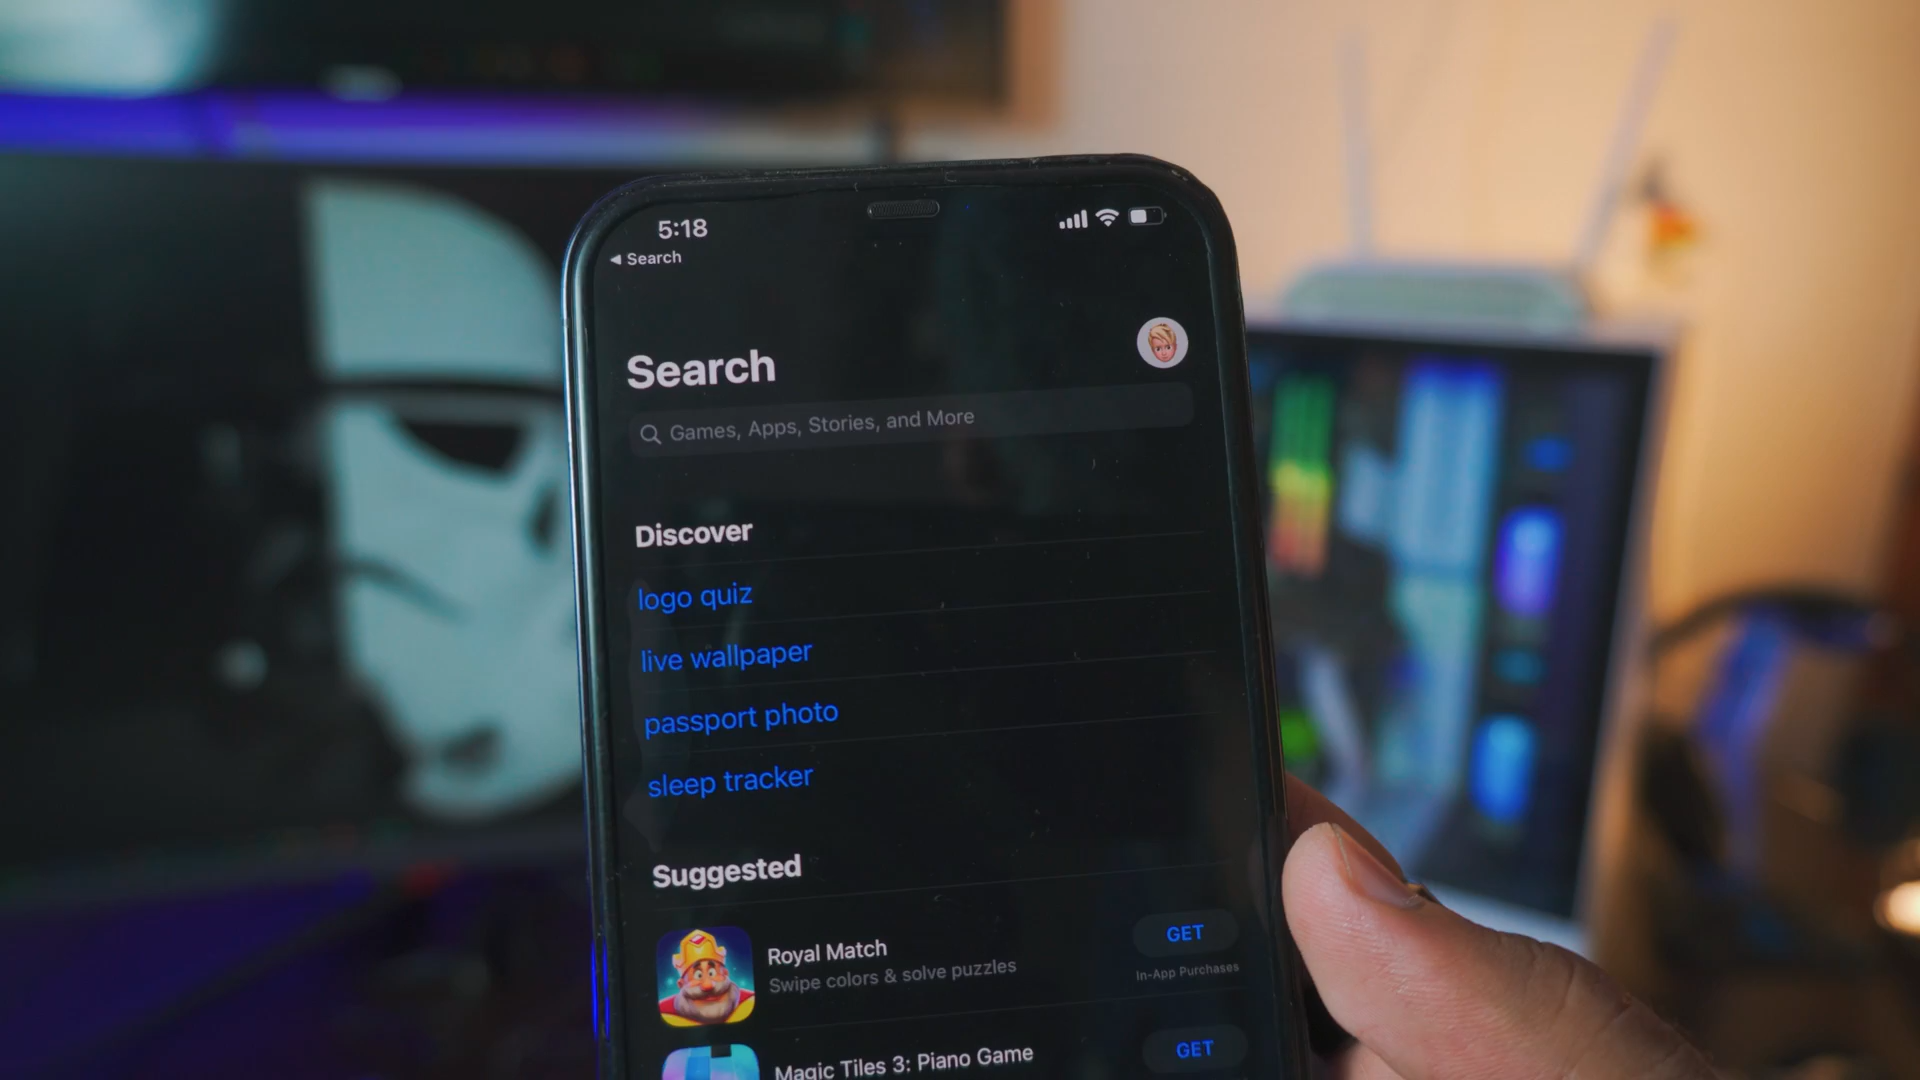 5:18
◀ Search
Search
Games, Apps, Stories, and More
Discover
logo quiz
live wallpaper
passport photo
sleep tracker
Suggested
Royal Match
Swipe colors & solve puzzles
GET
In-App Purchases
Magic Tiles 3: Piano Game
GET